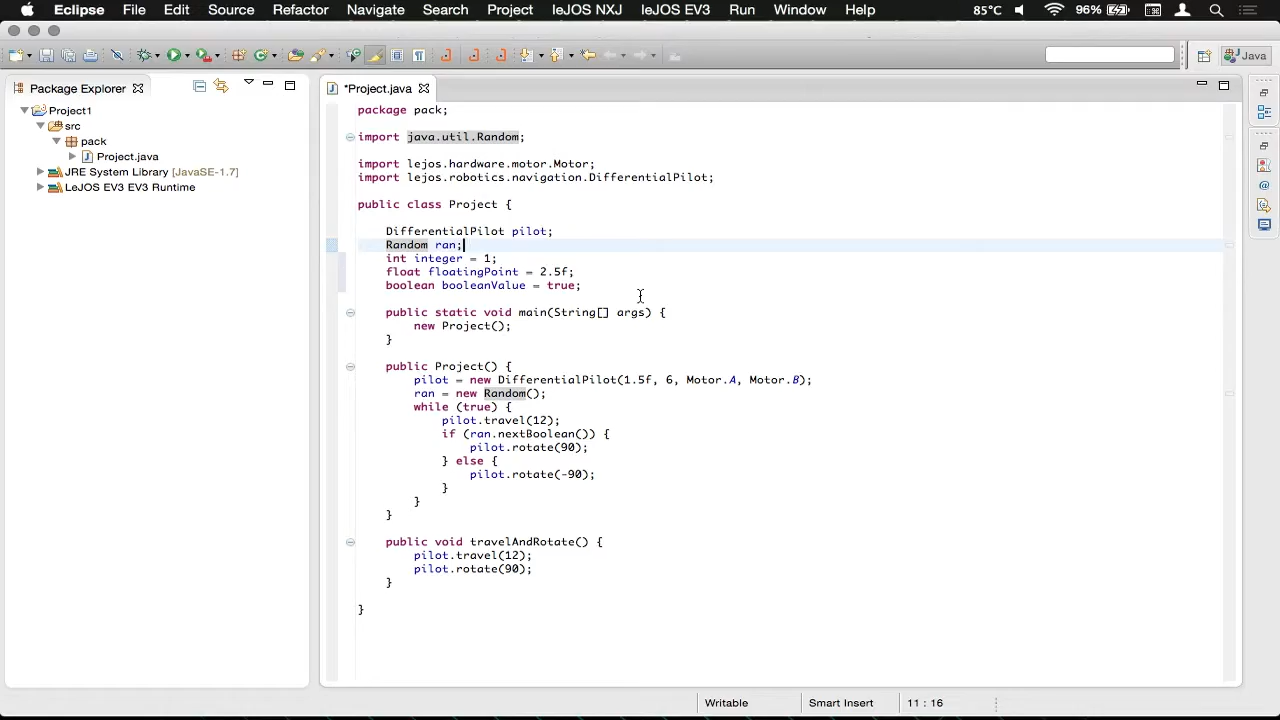 Eclipse File Edit Source Refactor Navigate Search Project leJOS NXJ leJOS EV3 Run Window Help 85°C 96%
Java
Package Explorer
*Project.java
Project1
src
pack
Project.java
JRE System Library [JavaSE-1.7]
LeJOS EV3 EV3 Runtime
package pack;
import java.util.Random;
import lejos.hardware.motor.Motor;
import lejos.robotics.navigation.DifferentialPilot;
public class Project {
DifferentialPilot pilot;
Random ran;
int integer = 1;
float floatingPoint = 2.5f;
boolean booleanValue = true;
public static void main(String[] args) {
new Project();
}
public Project() {
pilot = new DifferentialPilot(1.5f, 6, Motor.A, Motor.B);
ran = new Random();
while (true) {
pilot.travel(12);
if (ran.nextBoolean()) {
pilot.rotate(90);
} else {
pilot.rotate(-90);
}
}
}
public void travelAndRotate() {
pilot.travel(12);
pilot.rotate(90);
}
}
Writable Smart Insert 11 : 16